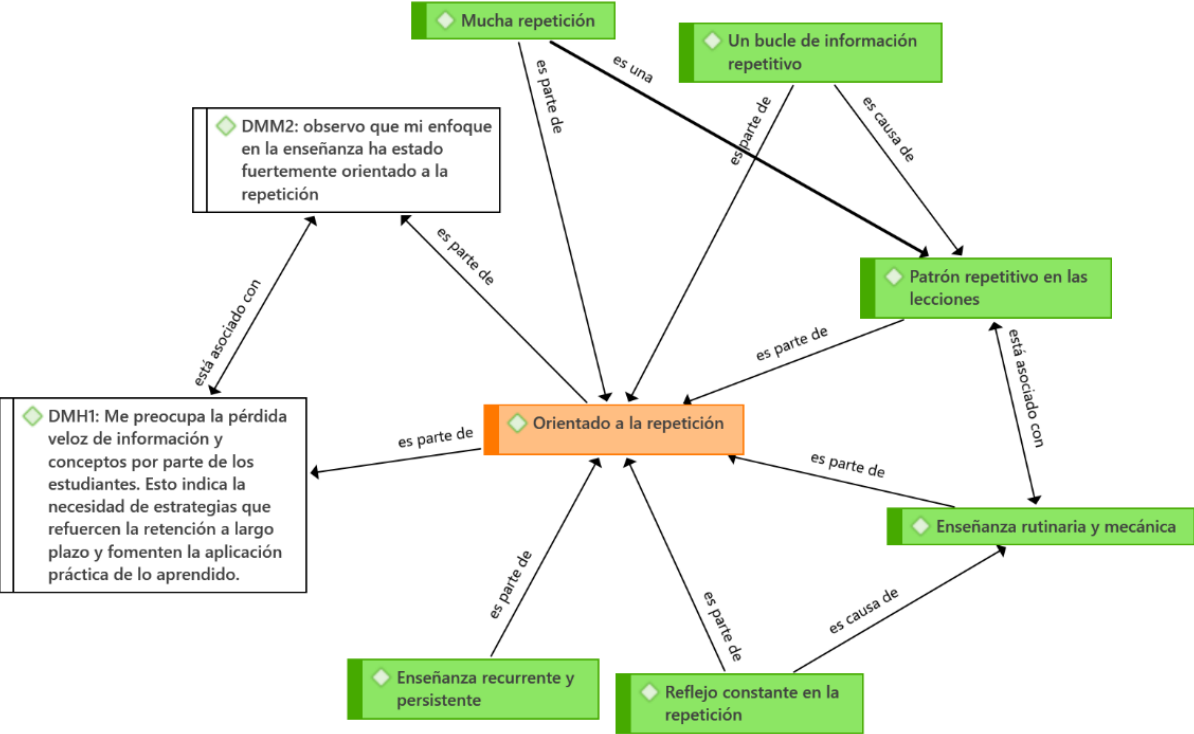 Mucha repetición
Un bucle de información
repetitivo
es una
es parte de
es parte de
es causa de
DMM2: observo que mi enfoque
en la enseñanza ha estado
fuertemente orientado a la
repetición
es parte de
Patrón repetitivo en las
lecciones
está asociado con
es parte de
está asociado con
DMH1: Me preocupa la pérdida
veloz de información y
conceptos por parte de los
estudiantes. Esto indica la
necesidad de estrategias que
refuercen la retención a largo
plazo y fomenten la aplicación
práctica de lo aprendido.
es parte de
Orientado a la repetición
es parte de
Enseñanza rutinaria y mecánica
es parte de
es parte de
es causa de
Enseñanza recurrente y
persistente
Reflejo constante en la
repetición